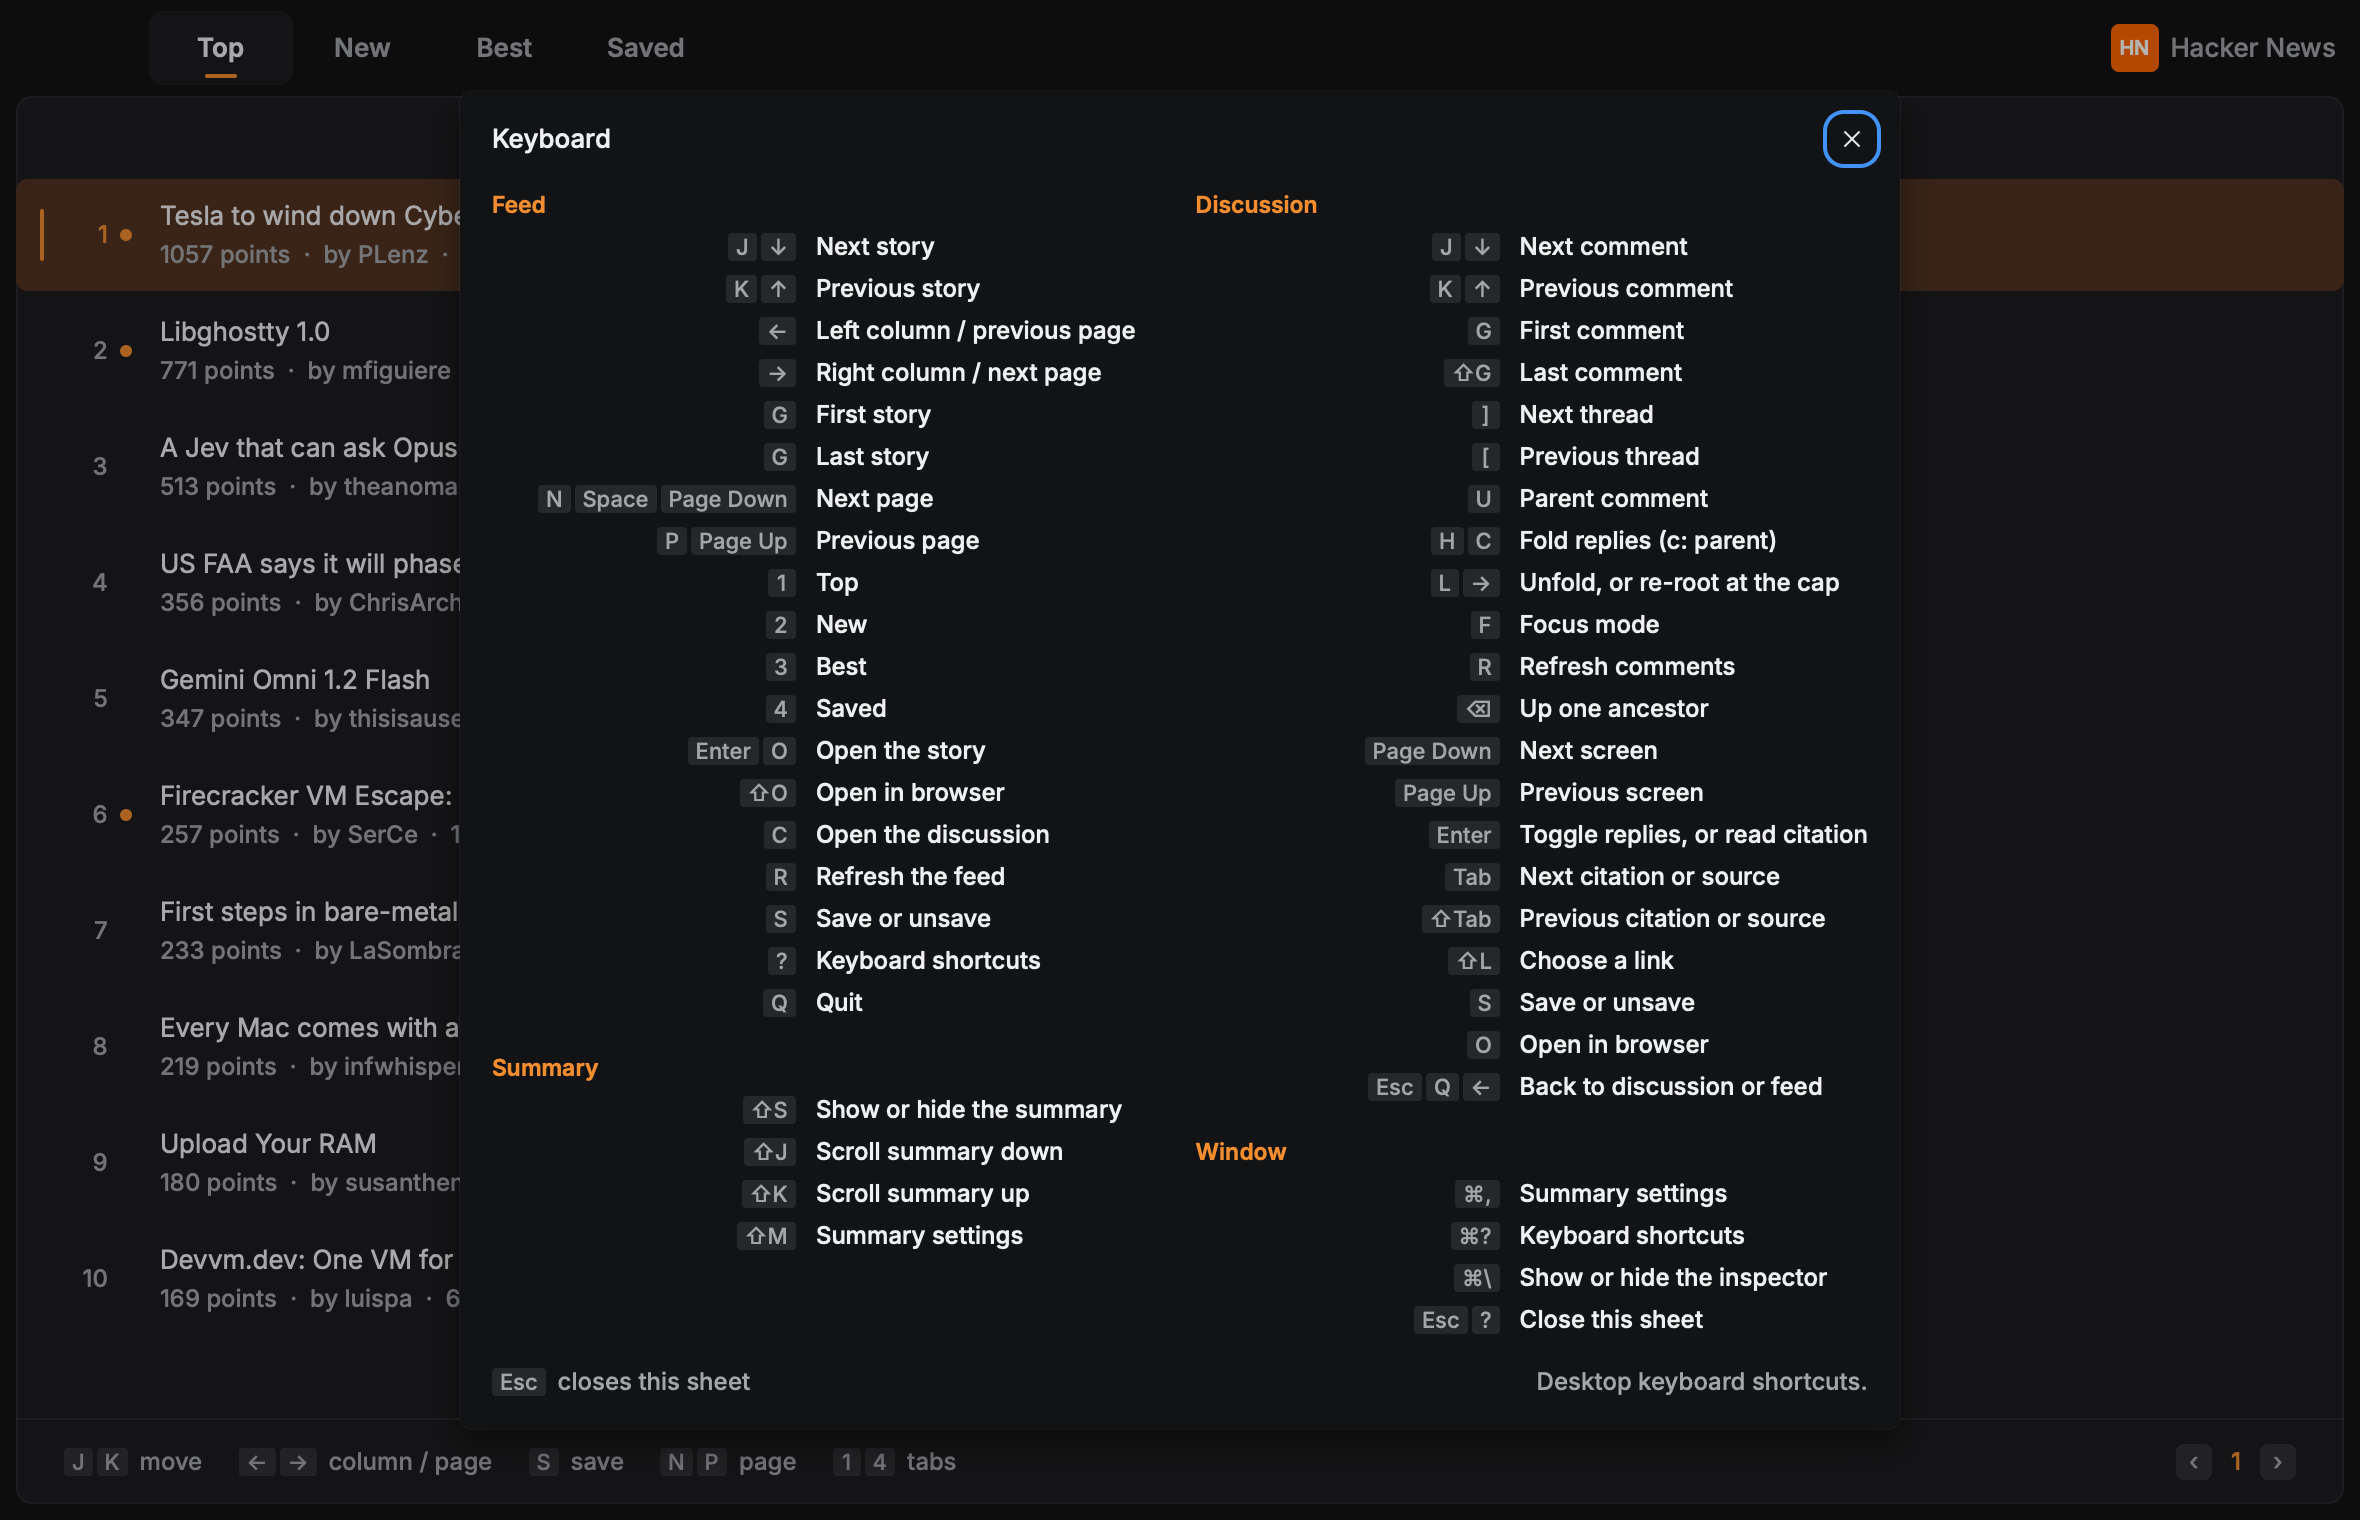 Top New Best Saved
HN Hacker News
Keyboard
Feed
J ↓ Next story
K ↑ Previous story
← Left column / previous page
→ Right column / next page
G First story
G Last story
N Space Page Down Next page
P Page Up Previous page
1 Top
2 New
3 Best
4 Saved
Enter O Open the story
⇧O Open in browser
C Open the discussion
R Refresh the feed
S Save or unsave
? Keyboard shortcuts
Q Quit
Summary
⇧S Show or hide the summary
⇧J Scroll summary down
⇧K Scroll summary up
⇧M Summary settings
Discussion
J ↓ Next comment
K ↑ Previous comment
G First comment
⇧G Last comment
] Next thread
[ Previous thread
U Parent comment
H C Fold replies (c: parent)
L → Unfold, or re-root at the cap
F Focus mode
R Refresh comments
⌫ Up one ancestor
Page Down Next screen
Page Up Previous screen
Enter Toggle replies, or read citation
Tab Next citation or source
⇧Tab Previous citation or source
⇧L Choose a link
S Save or unsave
O Open in browser
Esc Q ← Back to discussion or feed
Window
⌘, Summary settings
⌘? Keyboard shortcuts
⌘\ Show or hide the inspector
Esc ? Close this sheet
Esc closes this sheet
Desktop keyboard shortcuts.
1 Tesla to wind down Cybe
1057 points · by PLenz ·
2 Libghostty 1.0
771 points · by mfiguiere
3 A Jev that can ask Opus
513 points · by theanoma
4 US FAA says it will phase
356 points · by ChrisArch
5 Gemini Omni 1.2 Flash
347 points · by thisisause
6 Firecracker VM Escape:
257 points · by SerCe · 1
7 First steps in bare-metal
233 points · by LaSombra
8 Every Mac comes with a
219 points · by infwhisper
9 Upload Your RAM
180 points · by susanther
10 Devvm.dev: One VM for
169 points · by luispa · 6
J K move ← → column / page S save N P page 1 4 tabs
‹ 1 ›